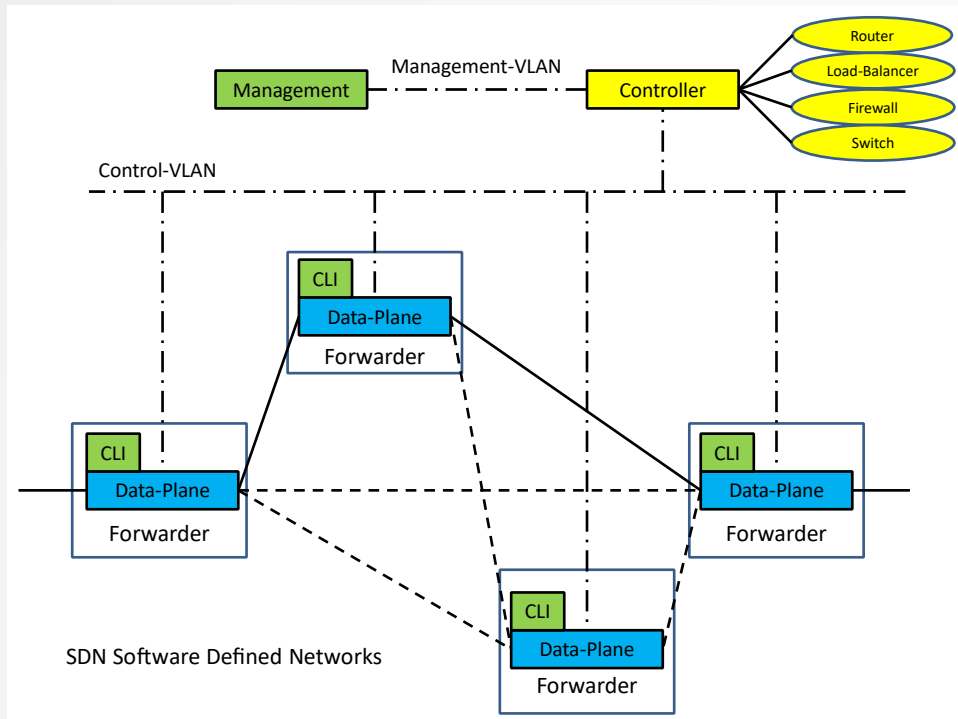 Router
Management-VLAN
Load-Balancer
Management
Controller
Firewall
Switch
Control-VLAN
CLI
Data-Plane
Forwarder
CLI
Data-Plane
Forwarder
CLI
Data-Plane
Forwarder
CLI
Data-Plane
Forwarder
SDN Software Defined Networks